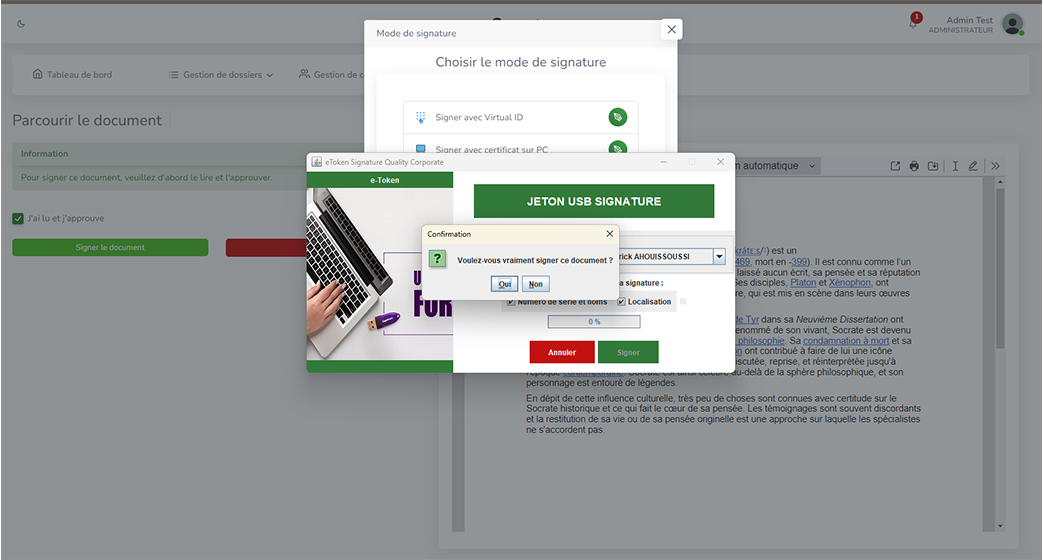 1
Admin Test
ADMINISTRATEUR
Mode de signature
Choisir le mode de signature
Signer avec Virtual ID
Signer avec certificat sur PC
Tableau de bord
Gestion de dossiers
Gestion de
Parcourir le document
Information
Pour signer ce document, veuillez d'abord le lire et l'approuver.
J'ai lu et j'approuve
Signer le document
eToken Signature Quality Corporate
e-Token
JETON USB SIGNATURE
Confirmation
Voulez-vous vraiment signer ce document ?
Oui
Non
AHOUISSOUSSI
a signature :
Numéro de série et noms
Localisation
0 %
Annuler
Signer
automatique
est un
469, mort en -399). Il est connu comme l'un
laissé aucun écrit, sa pensée et sa réputation
disciples, Platon et Xénophon, ont
qui est mis en scène dans leurs œuvres
de Tyr dans sa Neuvième Dissertation ont
renommé de son vivant, Socrate est devenu
philosophie. Sa condamnation à mort et sa
ont contribué à faire de lui une icône
discutée, reprise, et réinterprétée jusqu'à
l'époque contemporaine. Socrate est ainsi célèbre au-delà de la sphère philosophique, et son
personnage est entouré de légendes.
En dépit de cette influence culturelle, très peu de choses sont connues avec certitude sur le
Socrate historique et ce qui fait le cœur de sa pensée. Les témoignages sont souvent discordants
et la restitution de sa vie ou de sa pensée originelle est une approche sur laquelle les spécialistes
ne s'accordent pas.